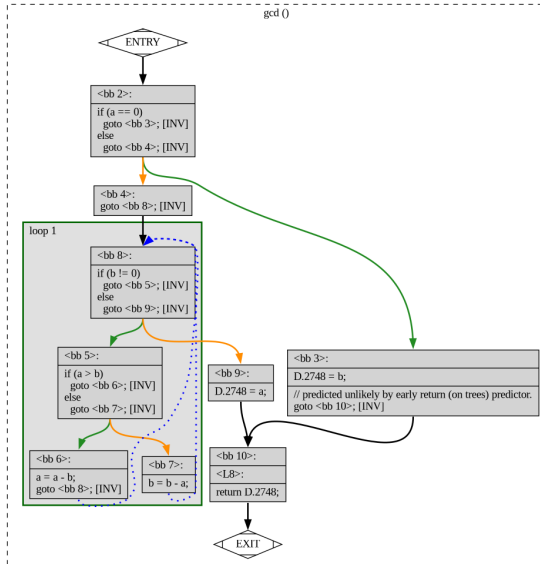 gcd ()
ENTRY
<bb 2>:
if (a == 0)
goto <bb 3>; [INV]
else
goto <bb 4>; [INV]
<bb 4>:
goto <bb 8>; [INV]
loop 1
<bb 8>:
if (b != 0)
goto <bb 5>; [INV]
else
goto <bb 9>; [INV]
<bb 5>:
if (a > b)
goto <bb 6>; [INV]
else
goto <bb 7>; [INV]
<bb 9>:
D.2748 = a;
<bb 3>:
D.2748 = b;
// predicted unlikely by early return (on trees) predictor.
goto <bb 10>; [INV]
<bb 6>:
a = a - b;
goto <bb 8>; [INV]
<bb 7>:
b = b - a;
<bb 10>:
<L8>:
return D.2748;
EXIT